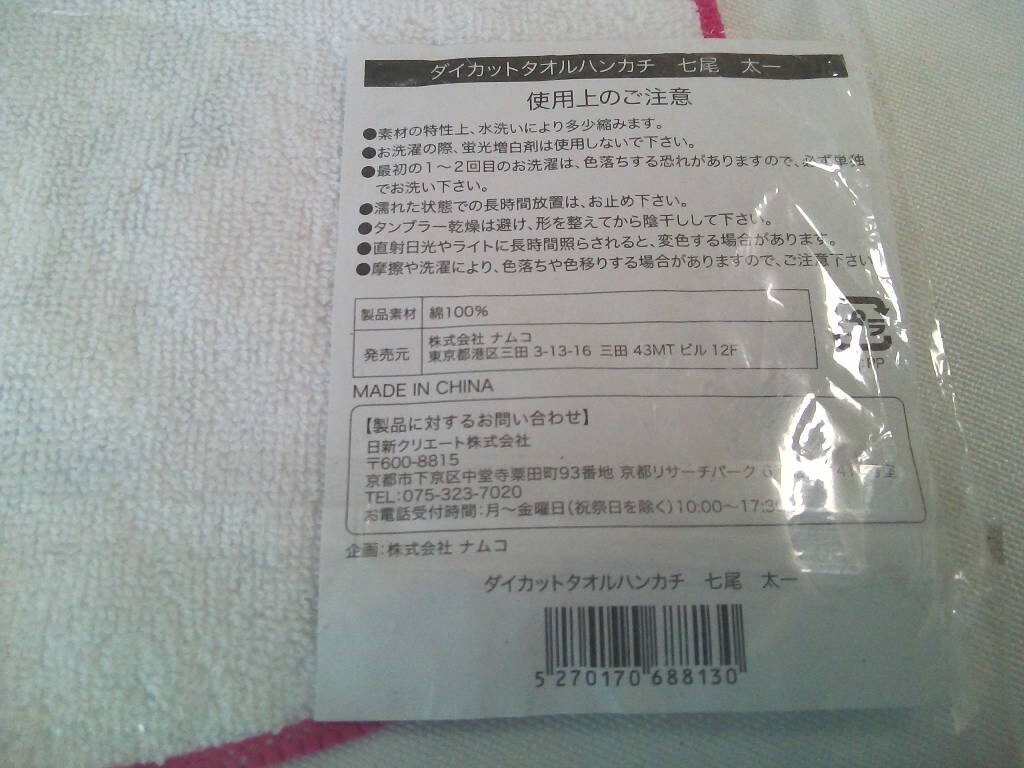 ダイカットタオルハンカチ 七尾 太一
使用上のご注意
●素材の特性上、水洗いにより多少縮みます。
●お洗濯の際、蛍光増白剤は使用しないで下さい。
●最初の1〜2回目のお洗濯は、色落ちする恐れがありますので、必ず単独
でお洗い下さい。
●濡れた状態での長時間放置は、お止め下さい。
●タンブラー乾燥は避け、形を整えてから陰干しして下さい。
●直射日光やライトに長時間照らされると、変色する場合があります。
●摩擦や洗濯により、色落ちや色移りする場合がありますので、ご注意下さい
製品素材 綿100%
発売元 株式会社 ナムコ
東京都港区三田 3-13-16 三田 43MT ビル 12F
プラ
PP
MADE IN CHINA
【製品に対するお問い合わせ】
日新クリエート株式会社
〒600-8815
京都市下京区中堂寺粟田町93番地 京都リサーチパーク
TEL:075-323-7020
お電話受付時間:月〜金曜日(祝祭日を除く)10:00〜17:30
企画:株式会社 ナムコ
ダイカットタオルハンカチ 七尾 太一
5 270170 688130